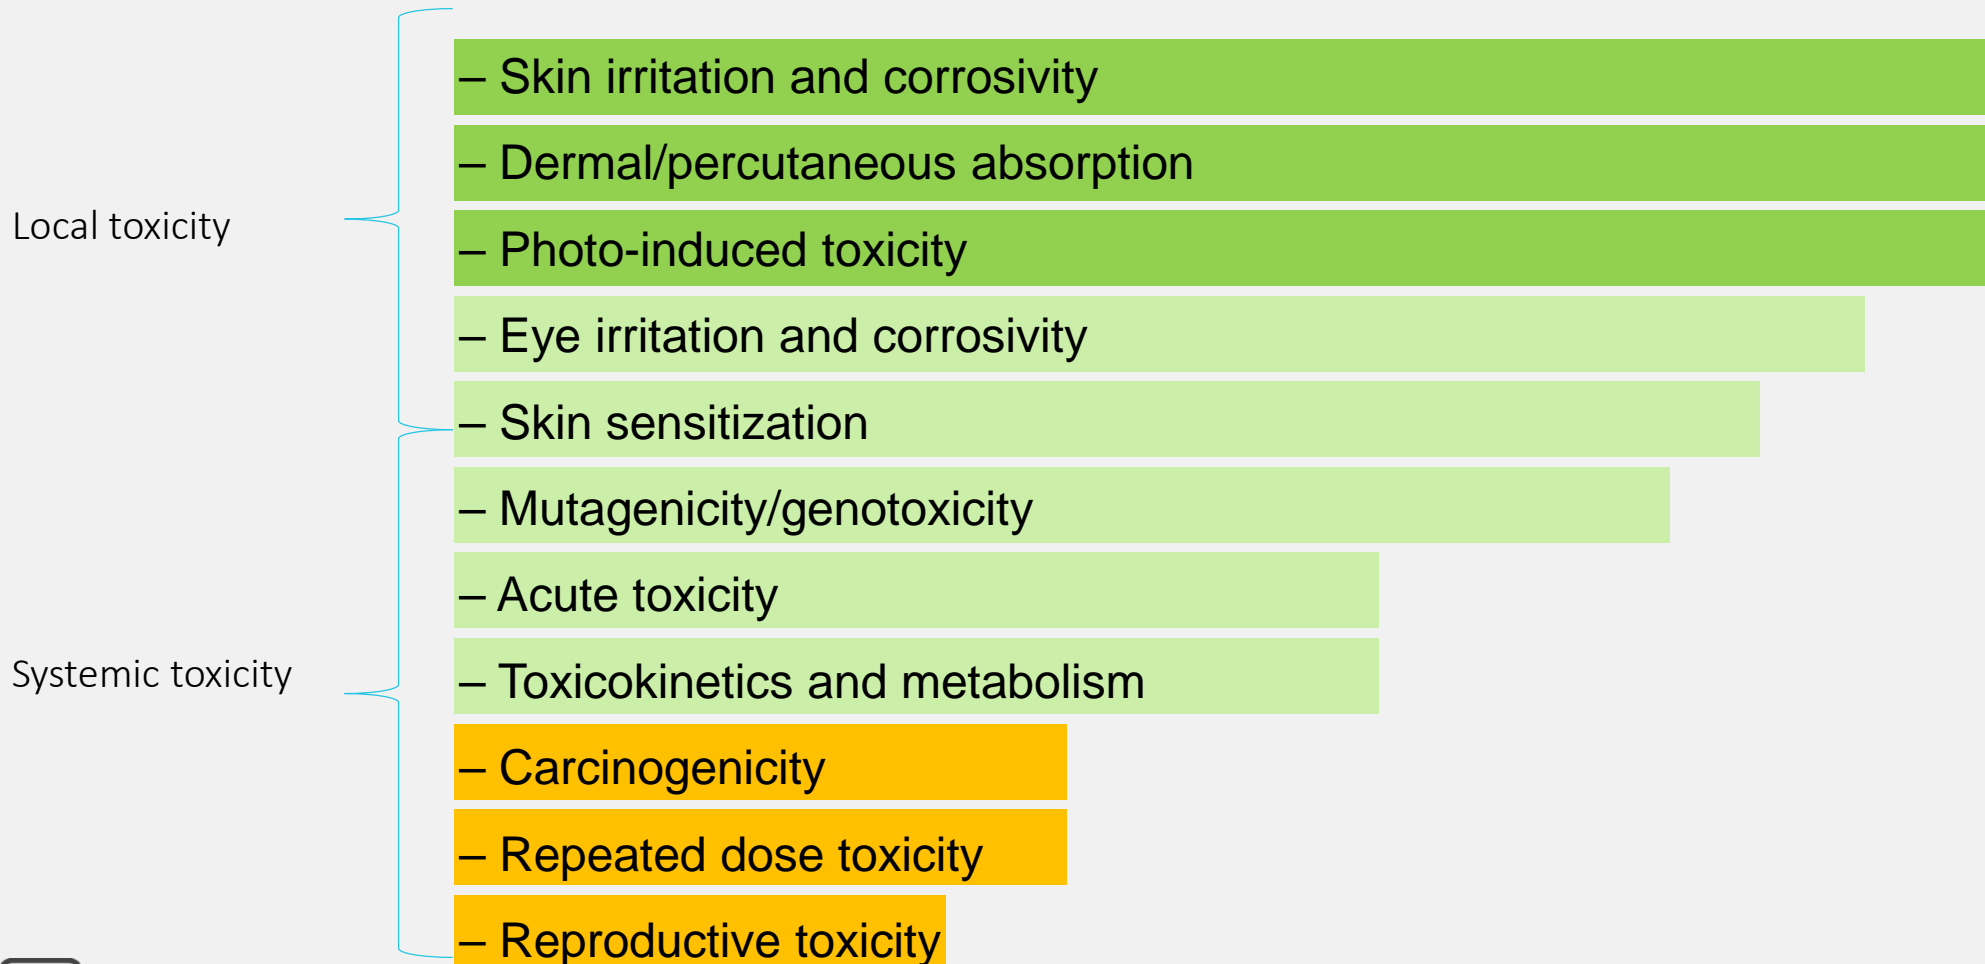 – Skin irritation and corrosivity
– Dermal/percutaneous absorption
Local toxicity
– Photo-induced toxicity
– Eye irritation and corrosivity
– Skin sensitization
– Mutagenicity/genotoxicity
– Acute toxicity
Systemic toxicity
– Toxicokinetics and metabolism
– Carcinogenicity
– Repeated dose toxicity
– Reproductive toxicity